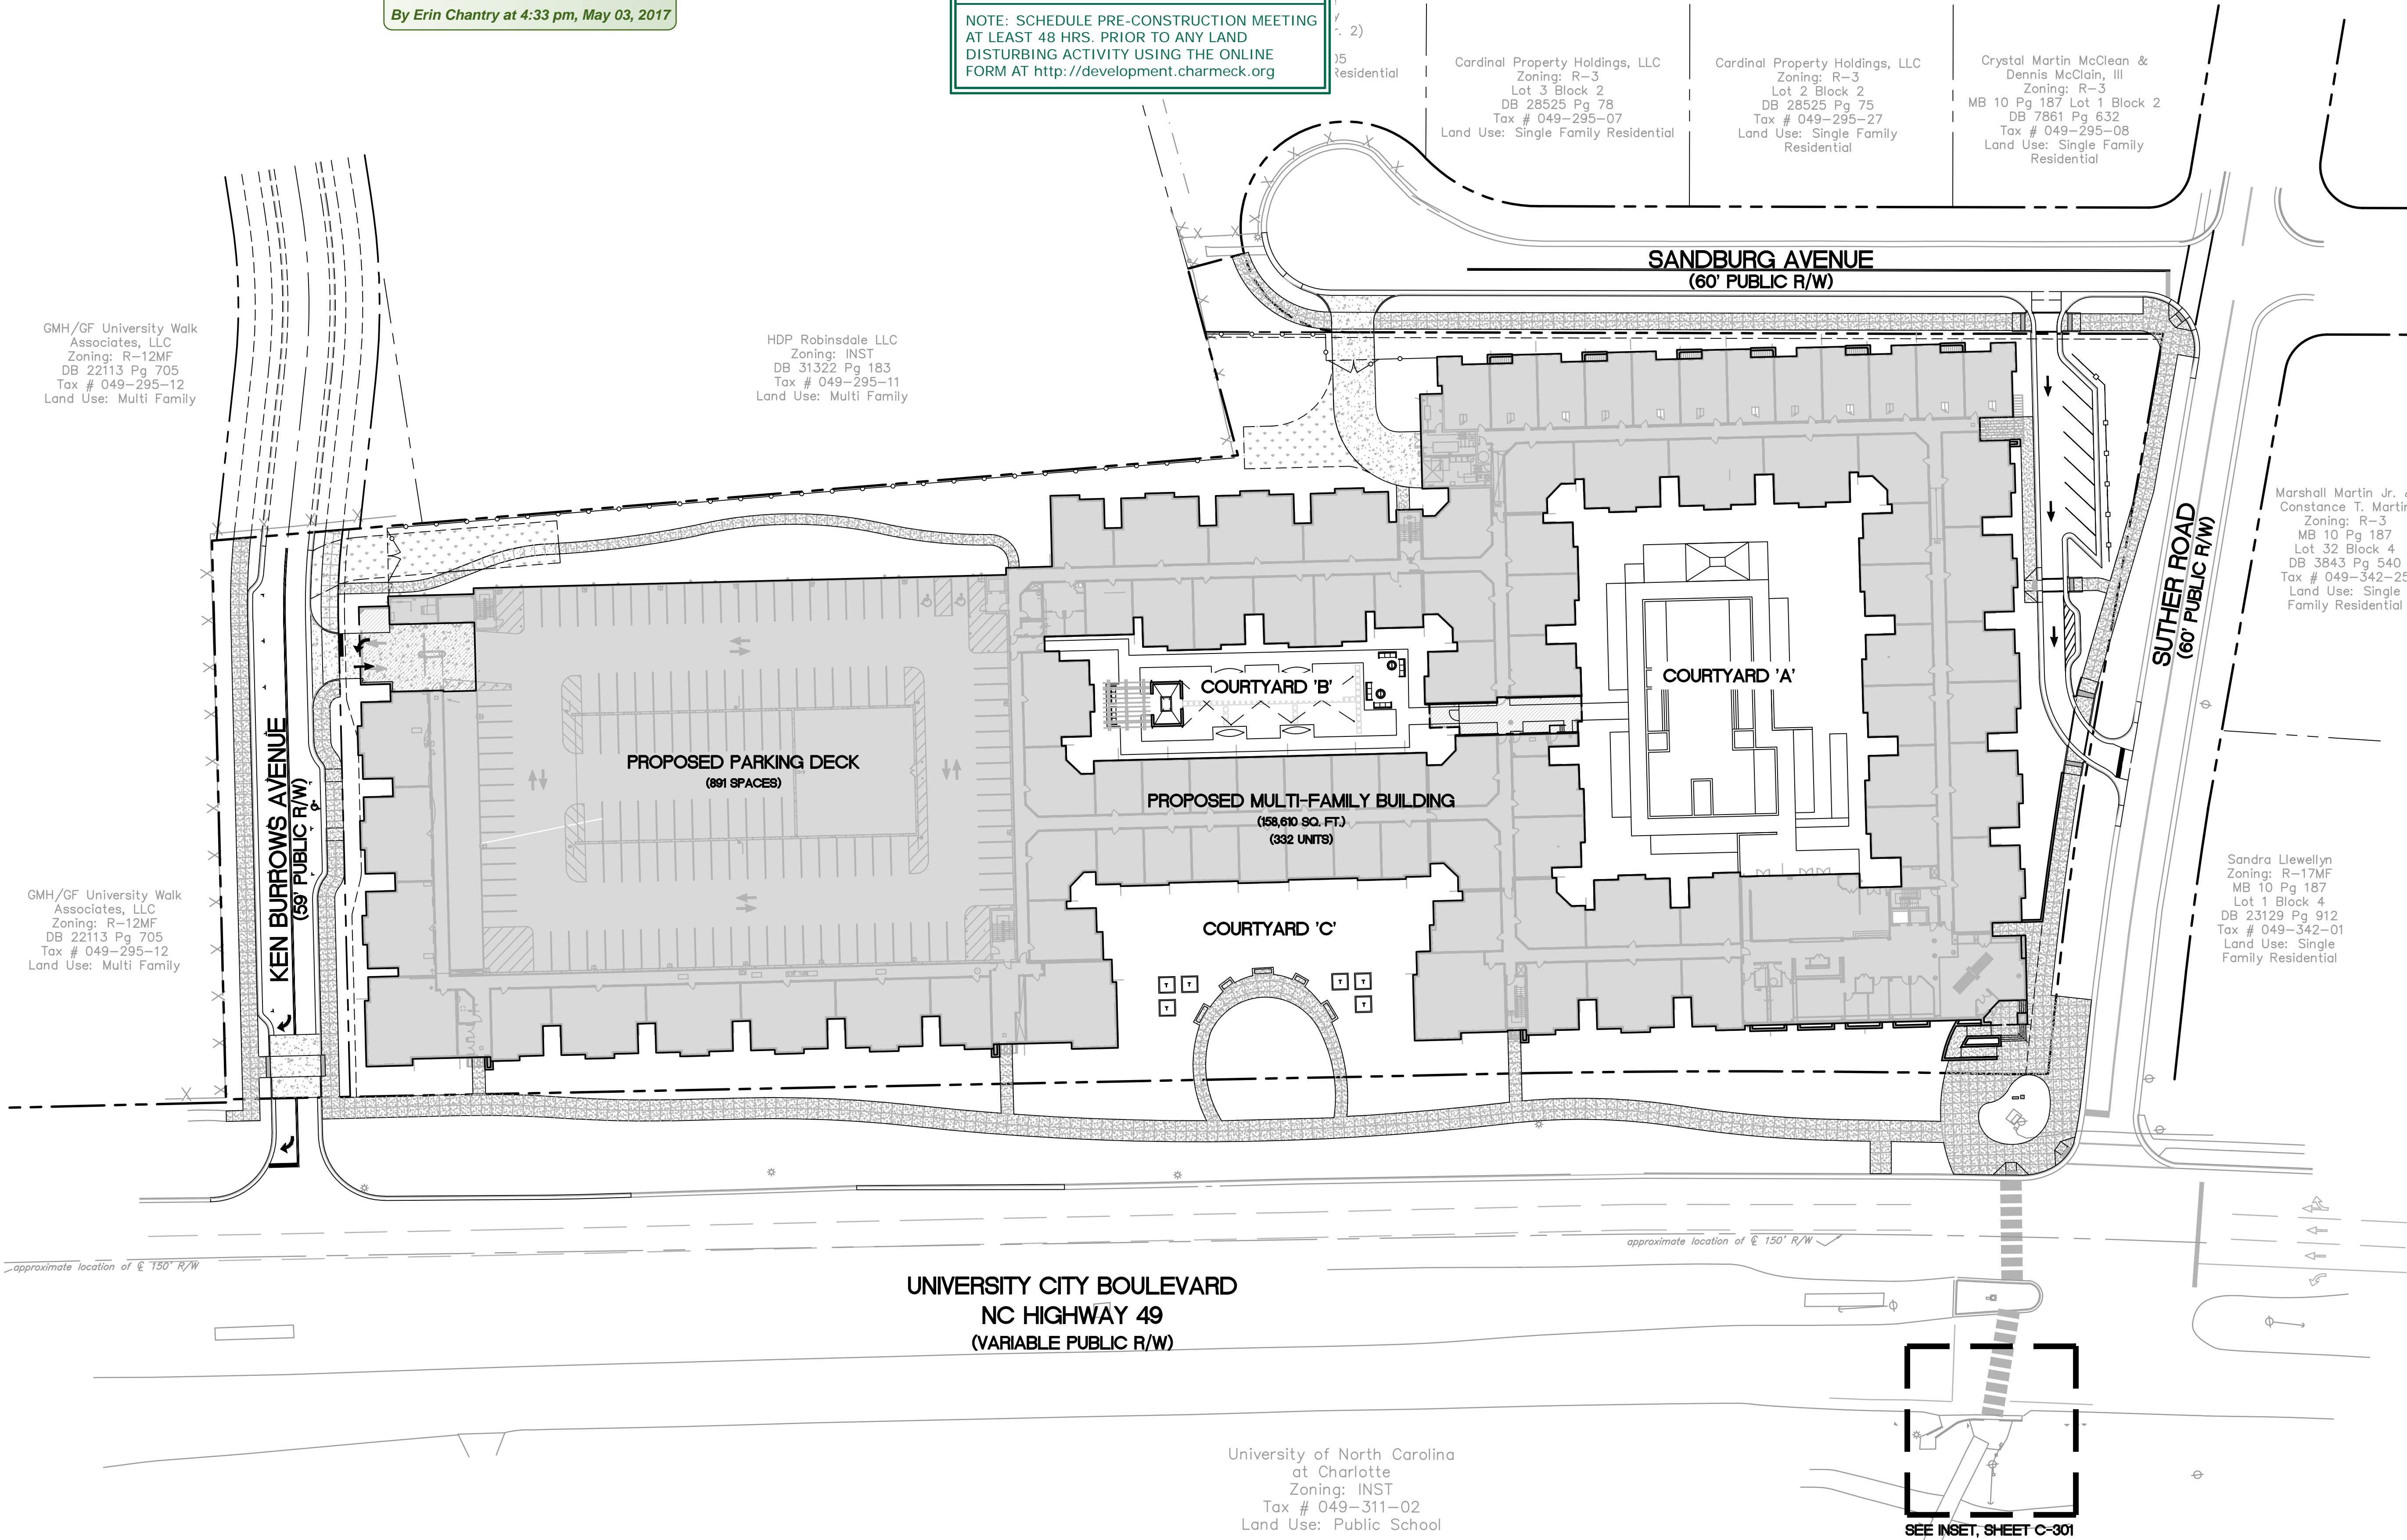 By Erin Chantry at 4:33 pm, May 03, 2017
NOTE: SCHEDULE PRE-CONSTRUCTION MEETING
AT LEAST 48 HRS. PRIOR TO ANY LAND
DISTURBING ACTIVITY USING THE ONLINE
FORM AT http://development.charmeck.org
. 2)
05
Residential
Cardinal Property Holdings, LLC
Zoning: R-3
Lot 3 Block 2
DB 28525 Pg 78
Tax # 049-295-07
Land Use: Single Family Residential
Cardinal Property Holdings, LLC
Zoning: R-3
Lot 2 Block 2
DB 28525 Pg 75
Tax # 049-295-27
Land Use: Single Family
Residential
Crystal Martin McClean &
Dennis McClain, III
Zoning: R-3
MB 10 Pg 187 Lot 1 Block 2
DB 7861 Pg 632
Tax # 049-295-08
Land Use: Single Family
Residential
SANDBURG AVENUE
(60' PUBLIC R/W)
GMH/GF University Walk
Associates, LLC
Zoning: R-12MF
DB 22113 Pg 705
Tax # 049-295-12
Land Use: Multi Family
HDP Robinsdale LLC
Zoning: INST
DB 31322 Pg 183
Tax # 049-295-11
Land Use: Multi Family
SUTHER ROAD
(60' PUBLIC R/W)
Marshall Martin Jr. &
Constance T. Martin
Zoning: R-3
MB 10 Pg 187
Lot 32 Block 4
DB 3843 Pg 540
Tax # 049-342-25
Land Use: Single
Family Residential
COURTYARD 'A'
COURTYARD 'B'
PROPOSED PARKING DECK
(891 SPACES)
PROPOSED MULTI-FAMILY BUILDING
(158,610 SQ. FT.)
(332 UNITS)
KEN BURROWS AVENUE
(59' PUBLIC R/W)
GMH/GF University Walk
Associates, LLC
Zoning: R-12MF
DB 22113 Pg 705
Tax # 049-295-12
Land Use: Multi Family
COURTYARD 'C'
Sandra Llewellyn
Zoning: R-17MF
MB 10 Pg 187
Lot 1 Block 4
DB 23129 Pg 912
Tax # 049-342-01
Land Use: Single
Family Residential
approximate location of ℄ 150' R/W
approximate location of ℄ 150' R/W
UNIVERSITY CITY BOULEVARD
NC HIGHWAY 49
(VARIABLE PUBLIC R/W)
University of North Carolina
at Charlotte
Zoning: INST
Tax # 049-311-02
Land Use: Public School
SEE INSET, SHEET C-301